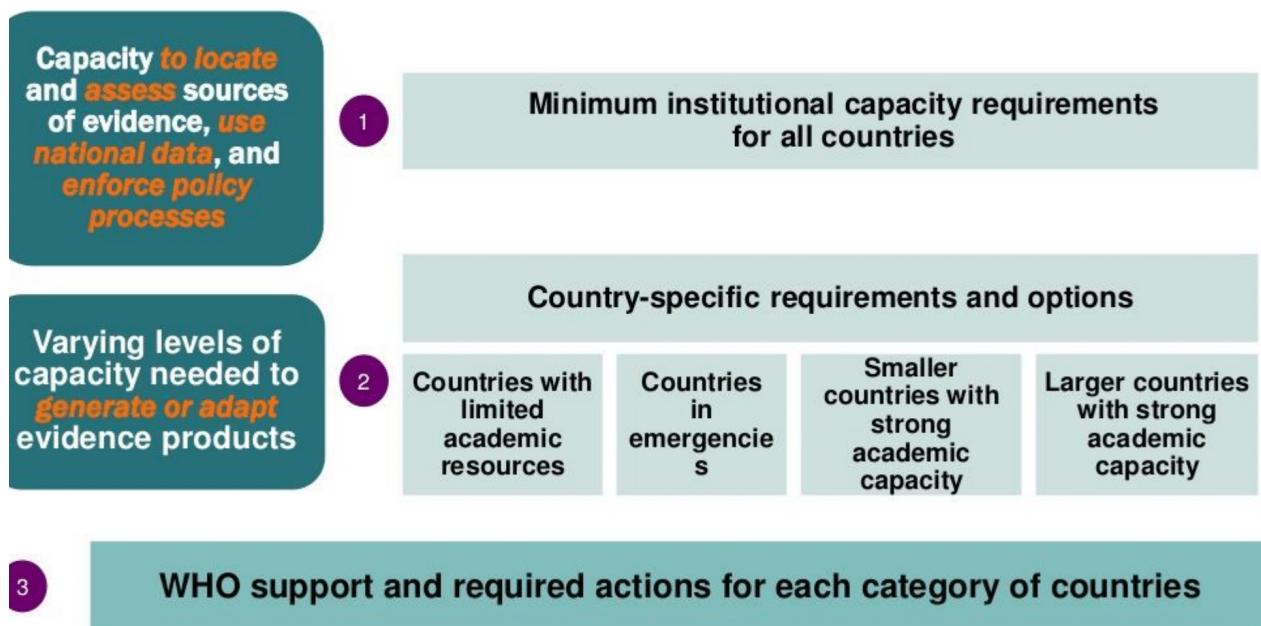 Capacity to locate
and assess sources
of evidence, use
national data, and
enforce policy
processes
1
Minimum institutional capacity requirements
for all countries
Varying levels of
capacity needed to
generate or adapt
evidence products
2
Country-specific requirements and options
Countries with
limited
academic
resources
Countries
in
emergencie
s
Smaller
countries with
strong
academic
capacity
Larger countries
with strong
academic
capacity
3
WHO support and required actions for each category of countries